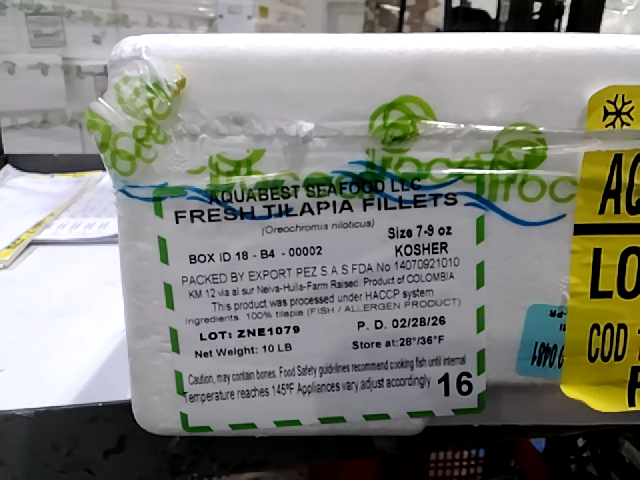 AQUABEST SEAFOOD LLC
FRESH TILAPIA FILLETS
(Oreochromis niloticus)
Size 7-9 oz
BOX ID 18 - B4 - 00002
KOSHER
PACKED BY EXPORT PEZ S A S FDA No 14070921010
KM 12 via al sur Neiva-Huila-Farm Raised. Product of COLOMBIA
This product was processed under HACCP system
Ingredients 100% tilapia (FISH / ALLERGEN PRODUCT)
LOT: ZNE1079
P. D. 02/28/26
Net Weight: 10 LB
Store at: 28°/36°F
Caution, may contain bones. Food Safety guidelines recommend cooking fish until internal
Temperature reaches 145°F Appliances vary, adjust accordingly
16
AQ
LO
COD